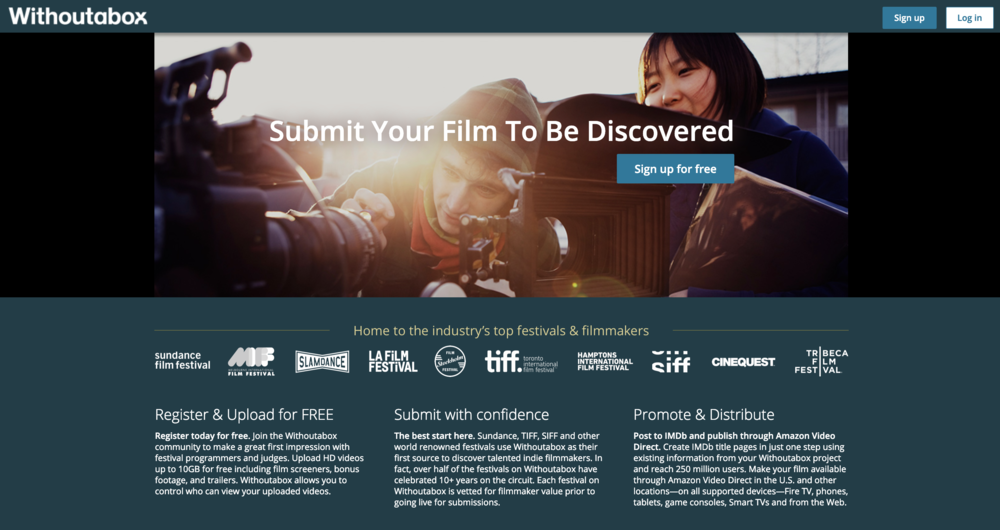 Withoutabox
Sign up
Log in
Submit Your Film To Be Discovered
Sign up for free
Home to the industry's top festivals & filmmakers
sundance
film festival
FILM FESTIVAL
SLAMDANCE
LA FILM
FESTIVAL
FILM
Stockholm
FESTIVAL
tiff.
toronto
international
film festival
HAMPTONS
INTERNATIONAL
FILM FESTIVAL
siff
CINEQUEST
TRIBECA
FILM
FESTIVAL
Register & Upload for FREE
Register today for free. Join the Withoutabox
community to make a great first impression with
festival programmers and judges. Upload HD videos
up to 10GB for free including film screeners, bonus
footage, and trailers. Withoutabox allows you to
control who can view your uploaded videos.
Submit with confidence
The best start here. Sundance, TIFF, SIFF and other
world renowned festivals use Withoutabox as their
first source to discover talented indie filmmakers. In
fact, over half of the festivals on Withoutabox have
celebrated 10+ years on the circuit. Each festival on
Withoutabox is vetted for filmmaker value prior to
going live for submissions.
Promote & Distribute
Post to IMDb and publish through Amazon Video
Direct. Create IMDb title pages in just one step using
existing information from your Withoutabox project
and reach 250 million users. Make your film available
through Amazon Video Direct in the U.S. and other
locations—on all supported devices—Fire TV, phones,
tablets, game consoles, Smart TVs and from the Web.